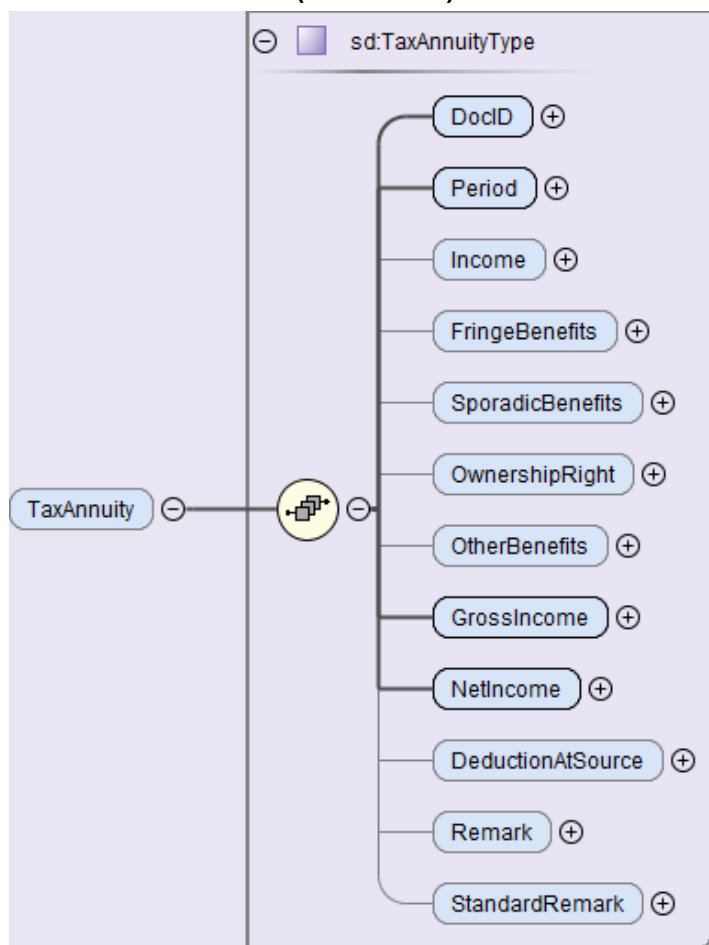 sd:TaxAnnuityType
DocID
Period
Income
FringeBenefits
SporadicBenefits
OwnershipRight
TaxAnnuity
OtherBenefits
GrossIncome
NetIncome
DeductionAtSource
Remark
StandardRemark